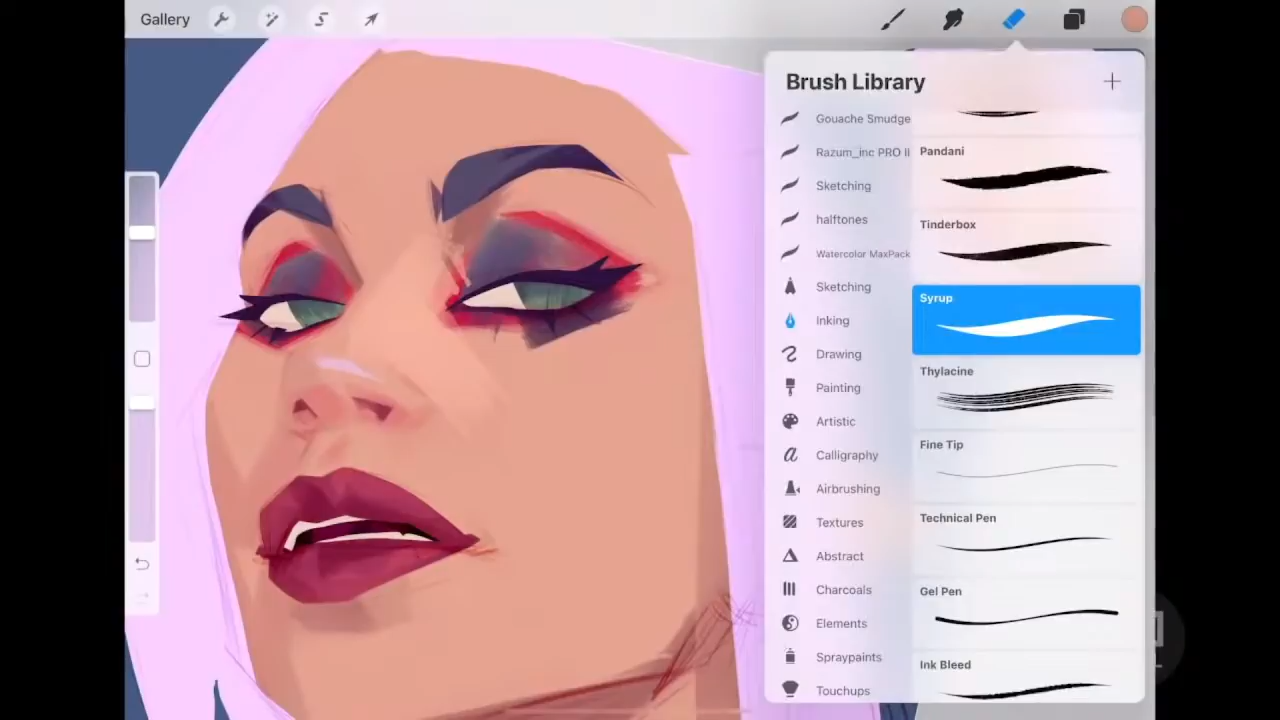 Gallery
Brush Library
Gouache Smudge
Razum_inc PRO II
Sketching
halftones
Watercolor MaxPack
Sketching
Inking
Drawing
Painting
Artistic
Calligraphy
Airbrushing
Textures
Abstract
Charcoals
Elements
Spraypaints
Touchups
Pandani
Tinderbox
Syrup
Thylacine
Fine Tip
Technical Pen
Gel Pen
Ink Bleed